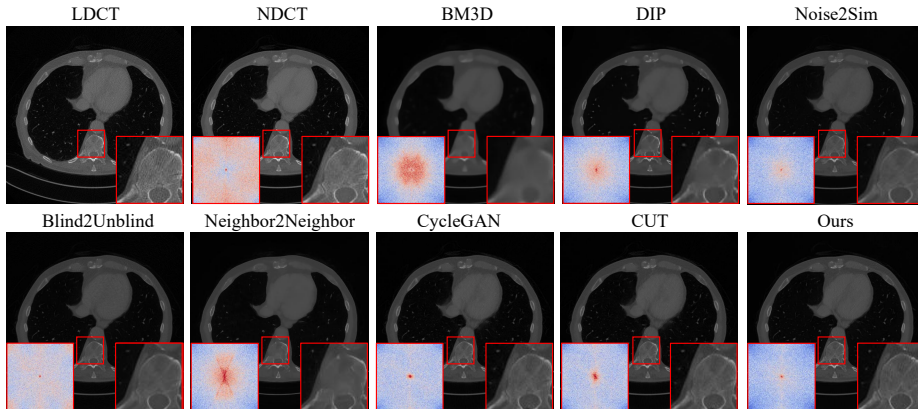 LDCT NDCT BM3D DIP Noise2Sim
Blind2Unblind Neighbor2Neighbor CycleGAN CUT Ours